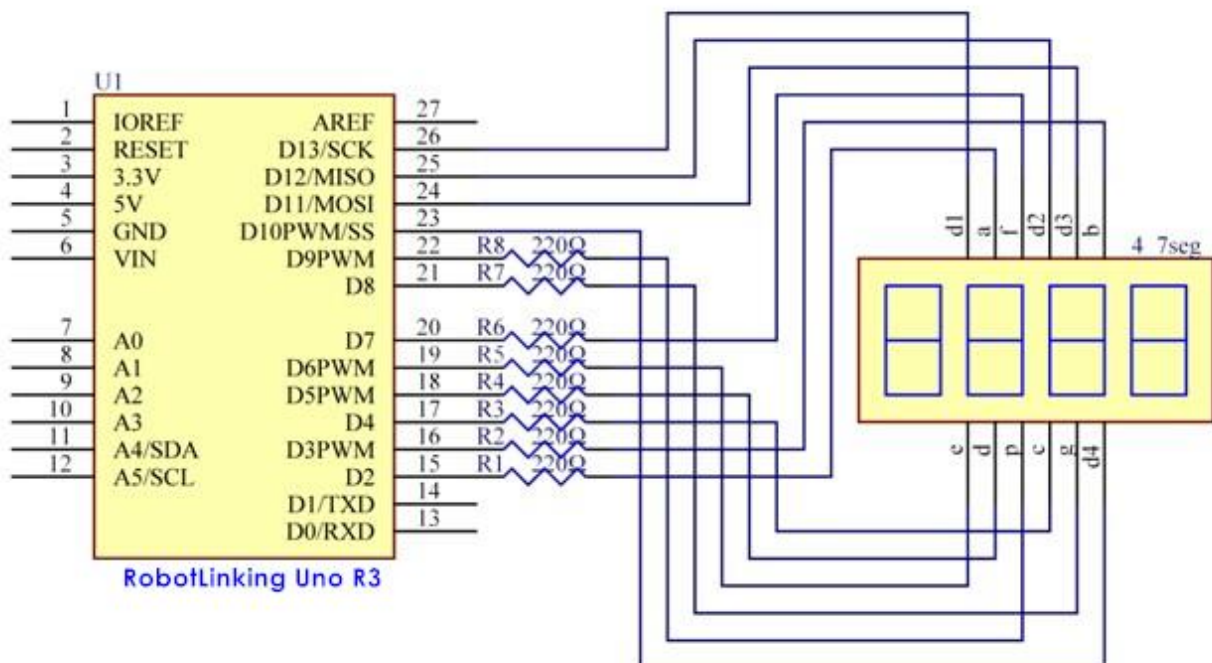 U1
1 IOREF AREF 27
2 RESET D13/SCK 26
3 3.3V D12/MISO 25
4 5V D11/MOSI 24
5 GND D10PWM/SS 23
6 VIN D9PWM 22 R8 220Ω
D8 21 R7 220Ω
7 A0 D7 20 R6 220Ω
8 A1 D6PWM 19 R5 220Ω
9 A2 D5PWM 18 R4 220Ω
10 A3 D4 17 R3 220Ω
11 A4/SDA D3PWM 16 R2 220Ω
12 A5/SCL D2 15 R1 220Ω
D1/TXD 14
D0/RXD 13
RobotLinking Uno R3
d1 a f d2 d3 b
4 7seg
e d p c g d4